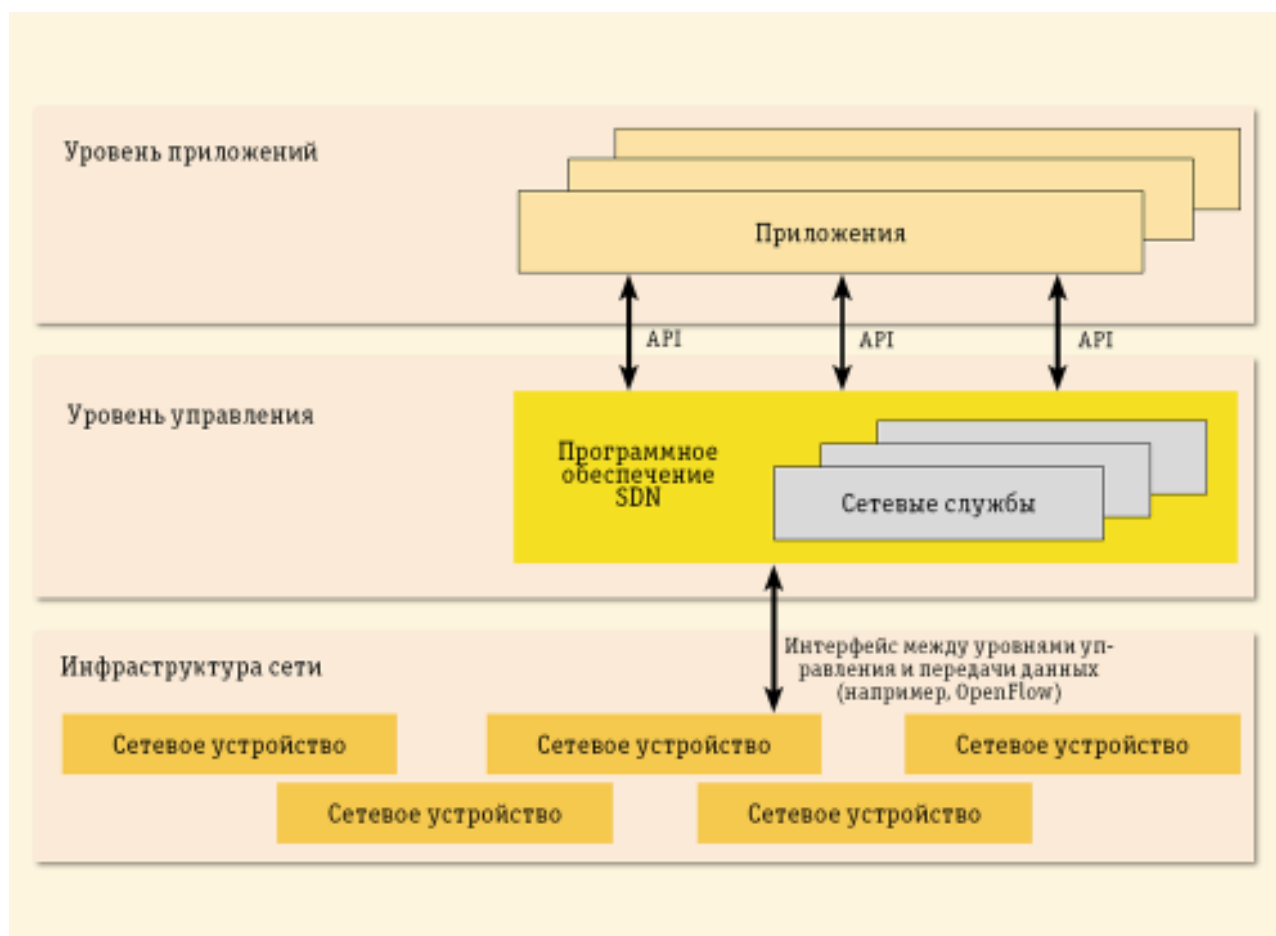 Уровень приложений
Приложения
API
API
API
Уровень управления
Программное
обеспечение
SDN
Сетевые службы
Интерфейс между уровнями уп-
равления и передачи данных
(например, OpenFlow)
Инфраструктура сети
Сетевое устройство
Сетевое устройство
Сетевое устройство
Сетевое устройство
Сетевое устройство